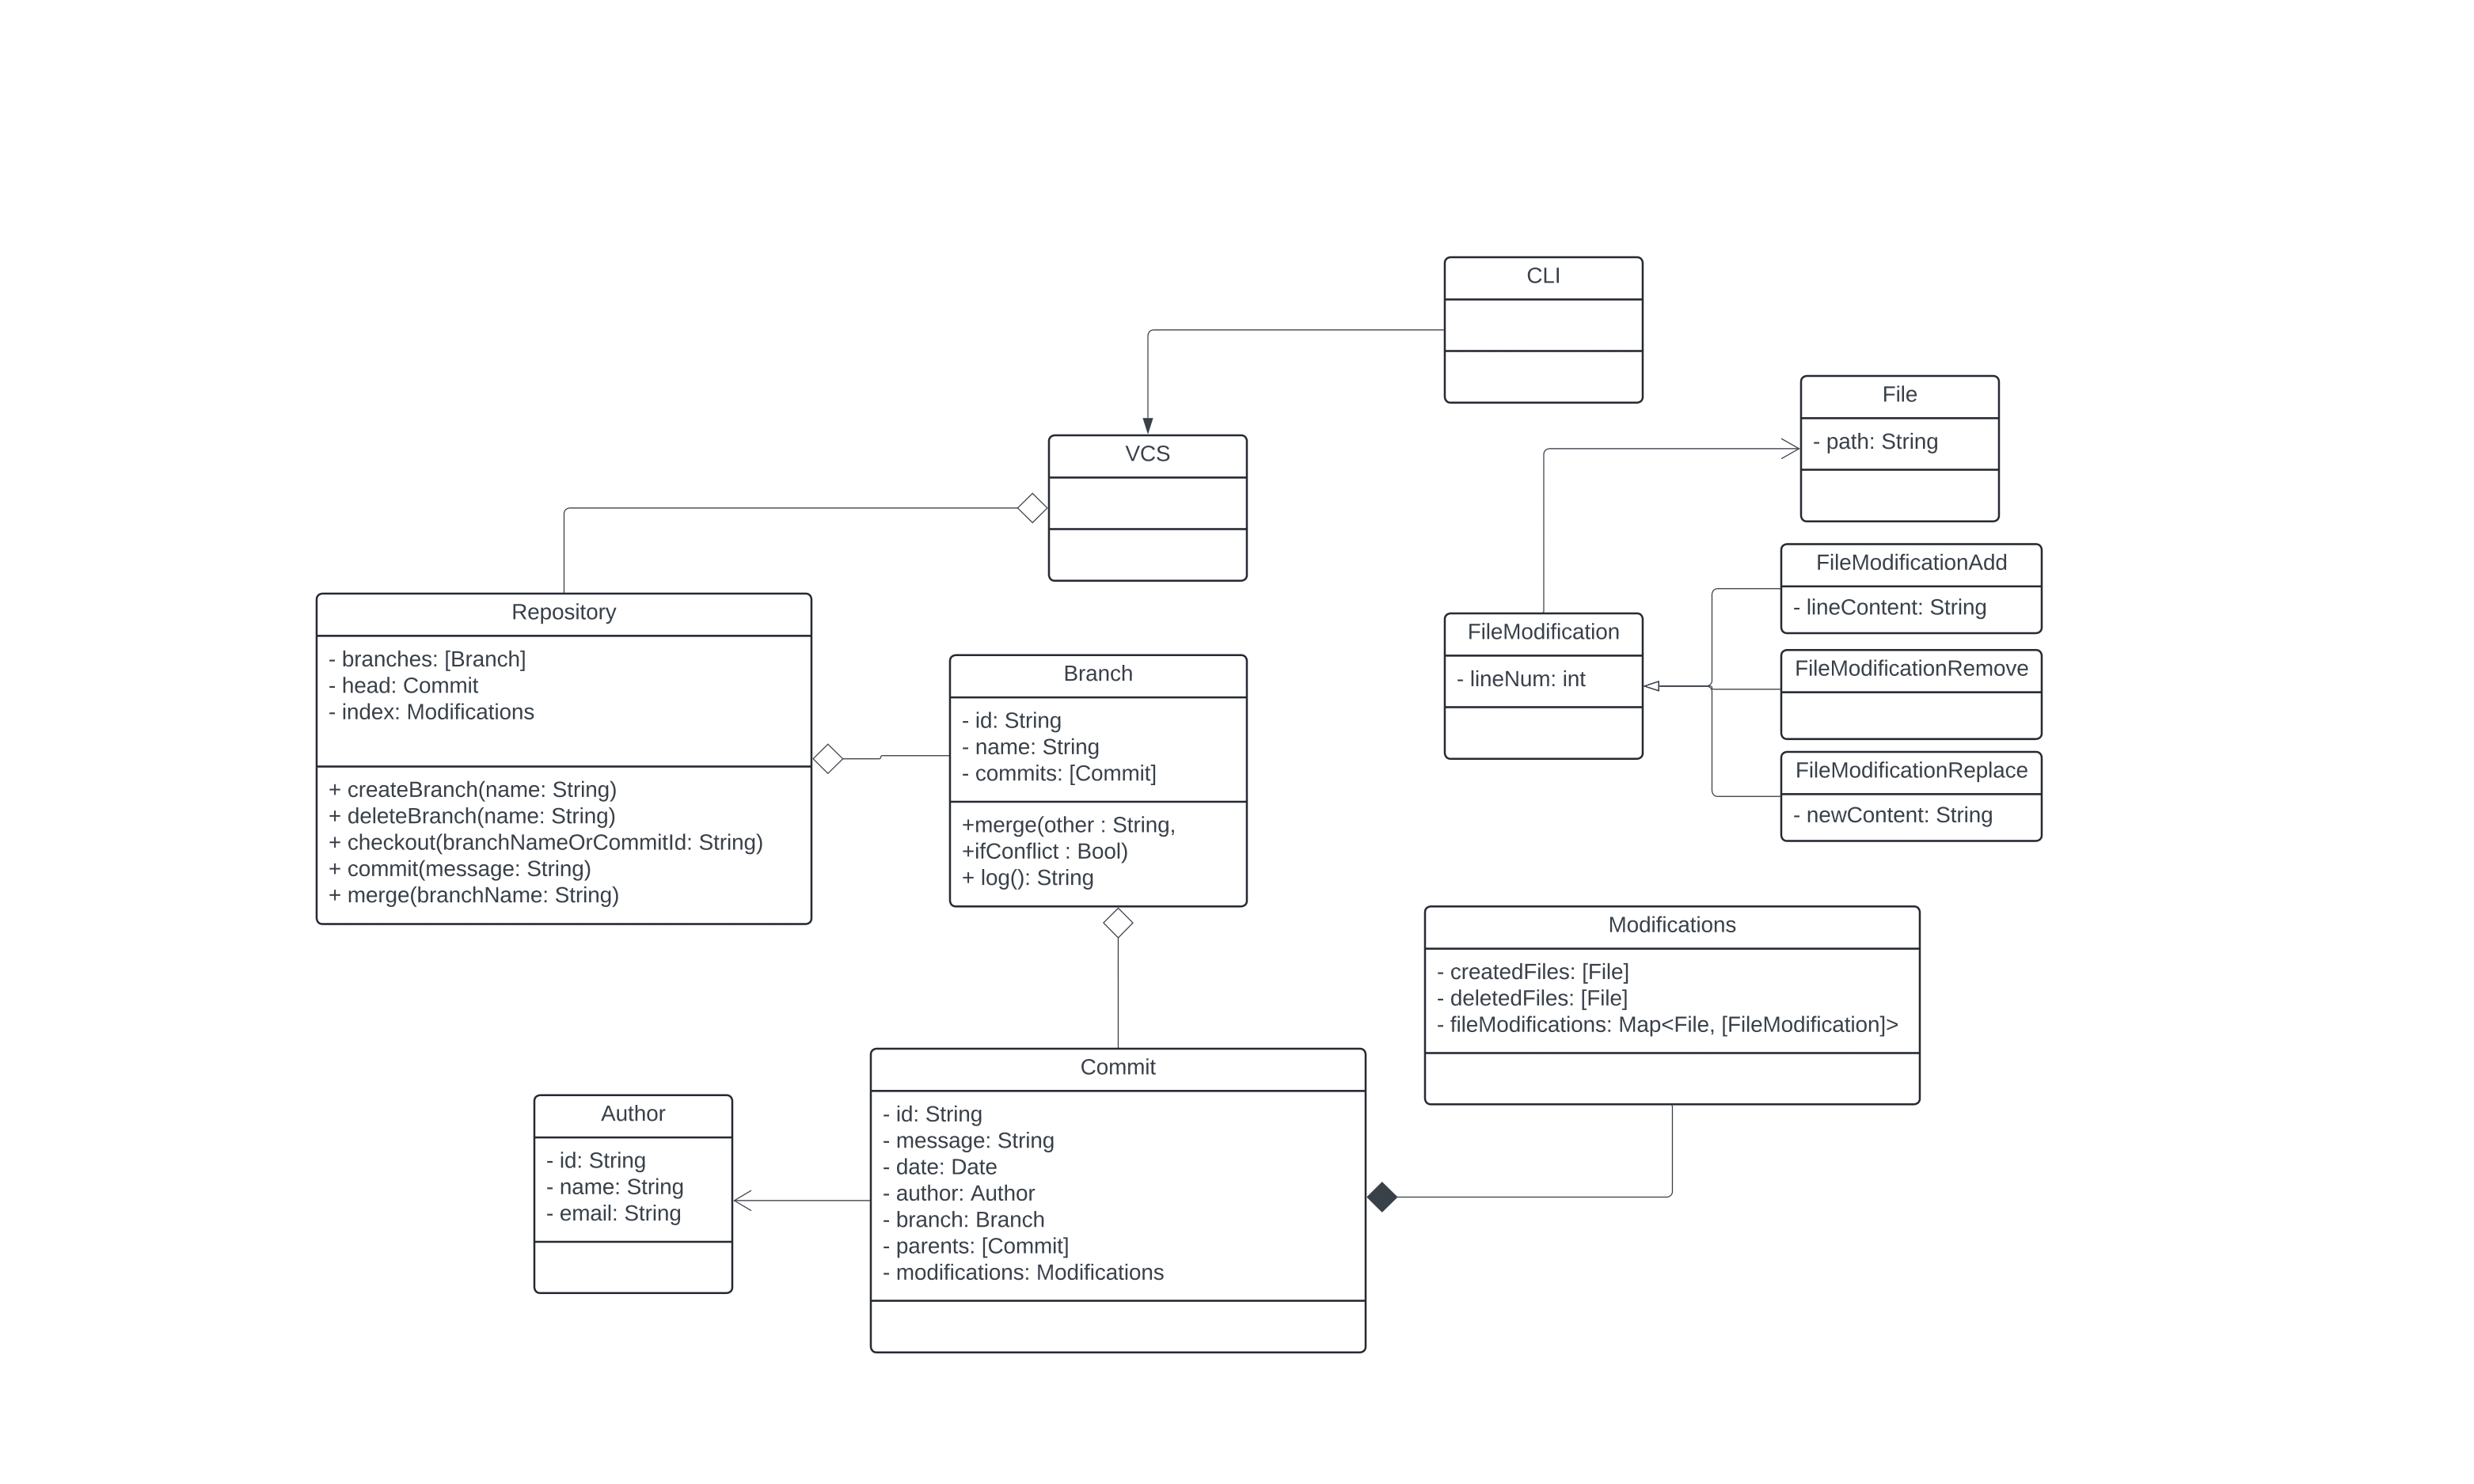 CLI
File
- path: String
VCS
FileModificationAdd
- lineContent: String
Repository
- branches: [Branch]
- head: Commit
- index: Modifications
+ createBranch(name: String)
+ deleteBranch(name: String)
+ checkout(branchNameOrCommitId: String)
+ commit(message: String)
+ merge(branchName: String)
FileModification
- lineNum: int
Branch
- id: String
- name: String
- commits: [Commit]
+merge(other : String,
+ifConflict : Bool)
+ log(): String
FileModificationRemove
FileModificationReplace
- newContent: String
Modifications
- createdFiles: [File]
- deletedFiles: [File]
- fileModifications: Map<File, [FileModification]>
Commit
- id: String
- message: String
- date: Date
- author: Author
- branch: Branch
- parents: [Commit]
- modifications: Modifications
Author
- id: String
- name: String
- email: String